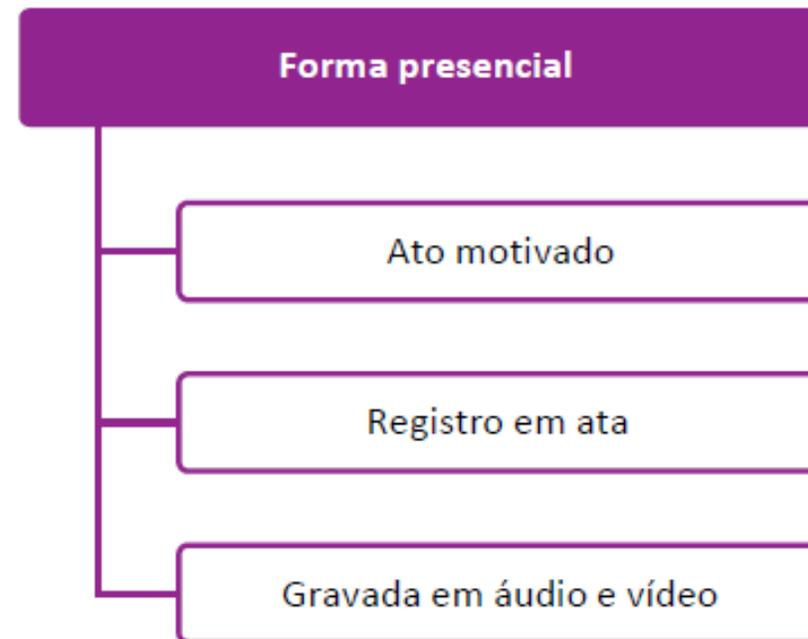 Forma presencial
Ato motivado
Registro em ata
Gravada em áudio e vídeo